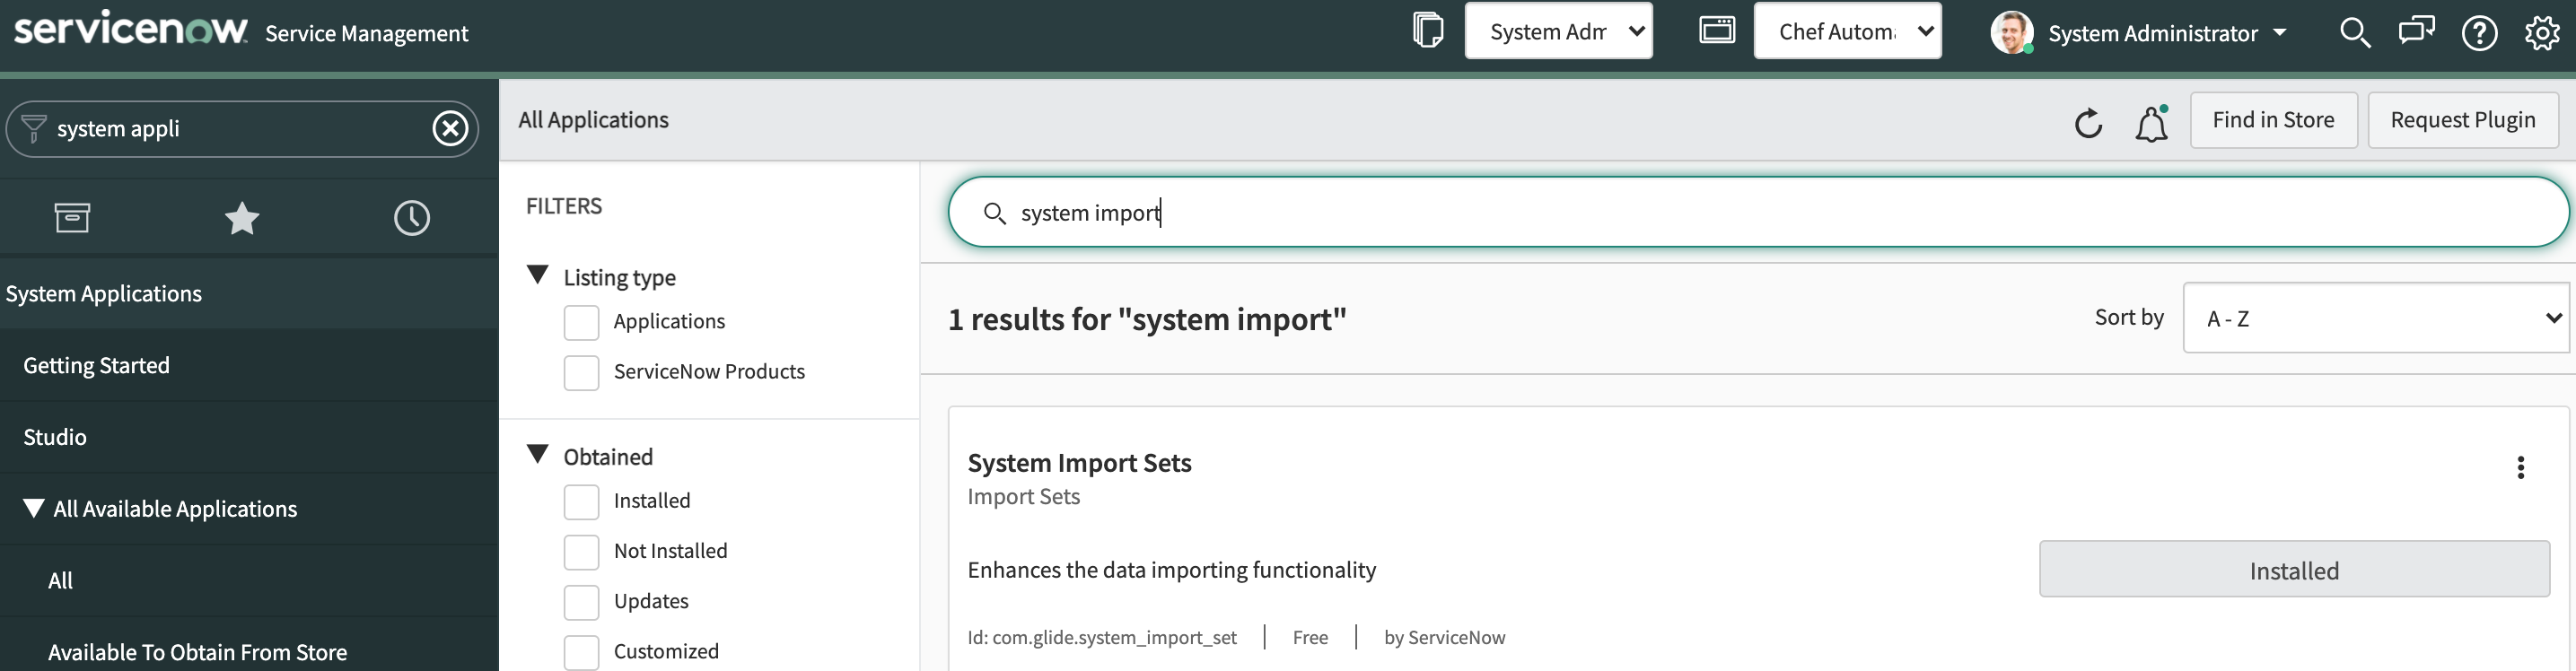 servicenow Service Management
System Adm
Chef Autom
System Administrator
system appli
System Applications
Getting Started
Studio
All Available Applications
All
Available To Obtain From Store
All Applications
Find in Store
Request Plugin
FILTERS
Listing type
Applications
ServiceNow Products
Obtained
Installed
Not Installed
Updates
Customized
system import
1 results for "system import"
Sort by
A - Z
System Import Sets
Import Sets
Enhances the data importing functionality
Installed
Id: com.glide.system_import_set | Free | by ServiceNow